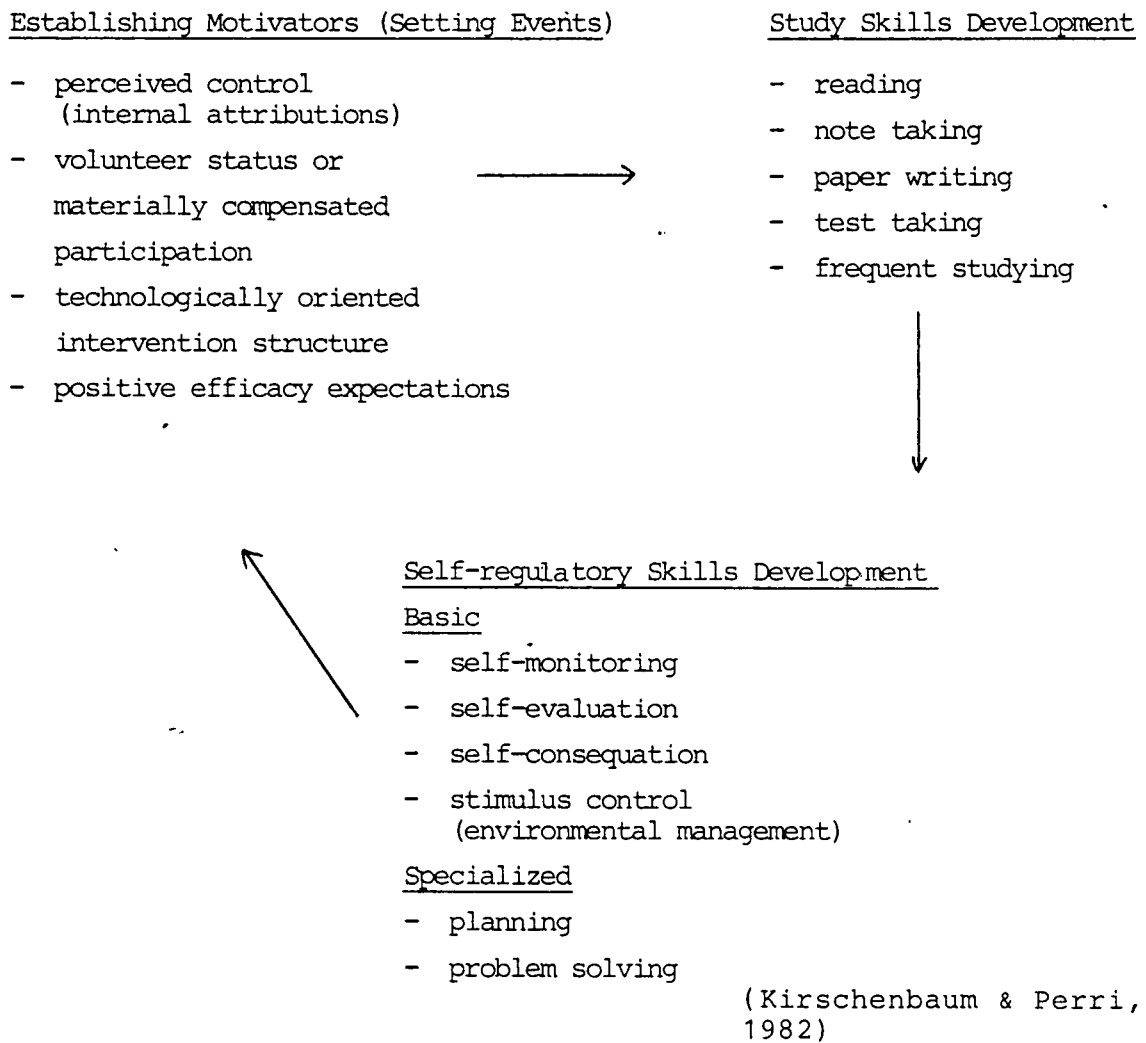 Establishing Motivators (Setting Events)
- perceived control
(internal attributions)
- volunteer status or
materially compensated
participation
- technologically oriented
intervention structure
- positive efficacy expectations
Study Skills Development
- reading
- note taking
- paper writing
- test taking
- frequent studying
Self-regulatory Skills Development
Basic
- self-monitoring
- self-evaluation
- self-consequation
- stimulus control
(environmental management)
Specialized
- planning
- problem solving
(Kirschenbaum & Perri,
1982)